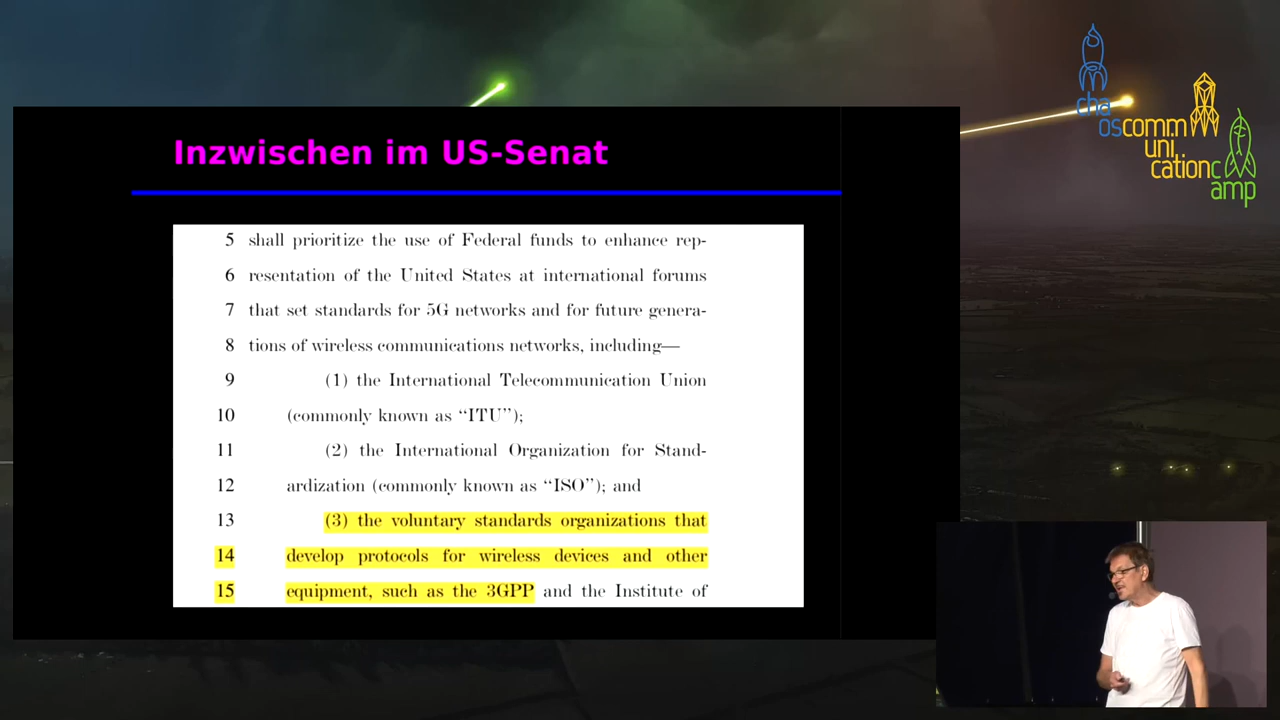 chaoscommunicationcamp
Inzwischen im US-Senat
5 shall prioritize the use of Federal funds to enhance rep-
6 resentation of the United States at international forums
7 that set standards for 5G networks and for future genera-
8 tions of wireless communications networks, including—
9 (1) the International Telecommunication Union
10 (commonly known as “ITU”);
11 (2) the International Organization for Stand-
12 ardization (commonly known as “ISO”); and
13 (3) the voluntary standards organizations that
14 develop protocols for wireless devices and other
15 equipment, such as the 3GPP and the Institute of